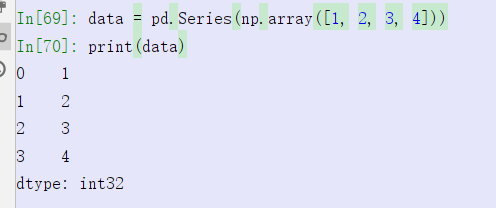 In[69]: data = pd.Series(np.array([1, 2, 3, 4]))
In[70]: print(data)
0    1
1    2
2    3
3    4
dtype: int32